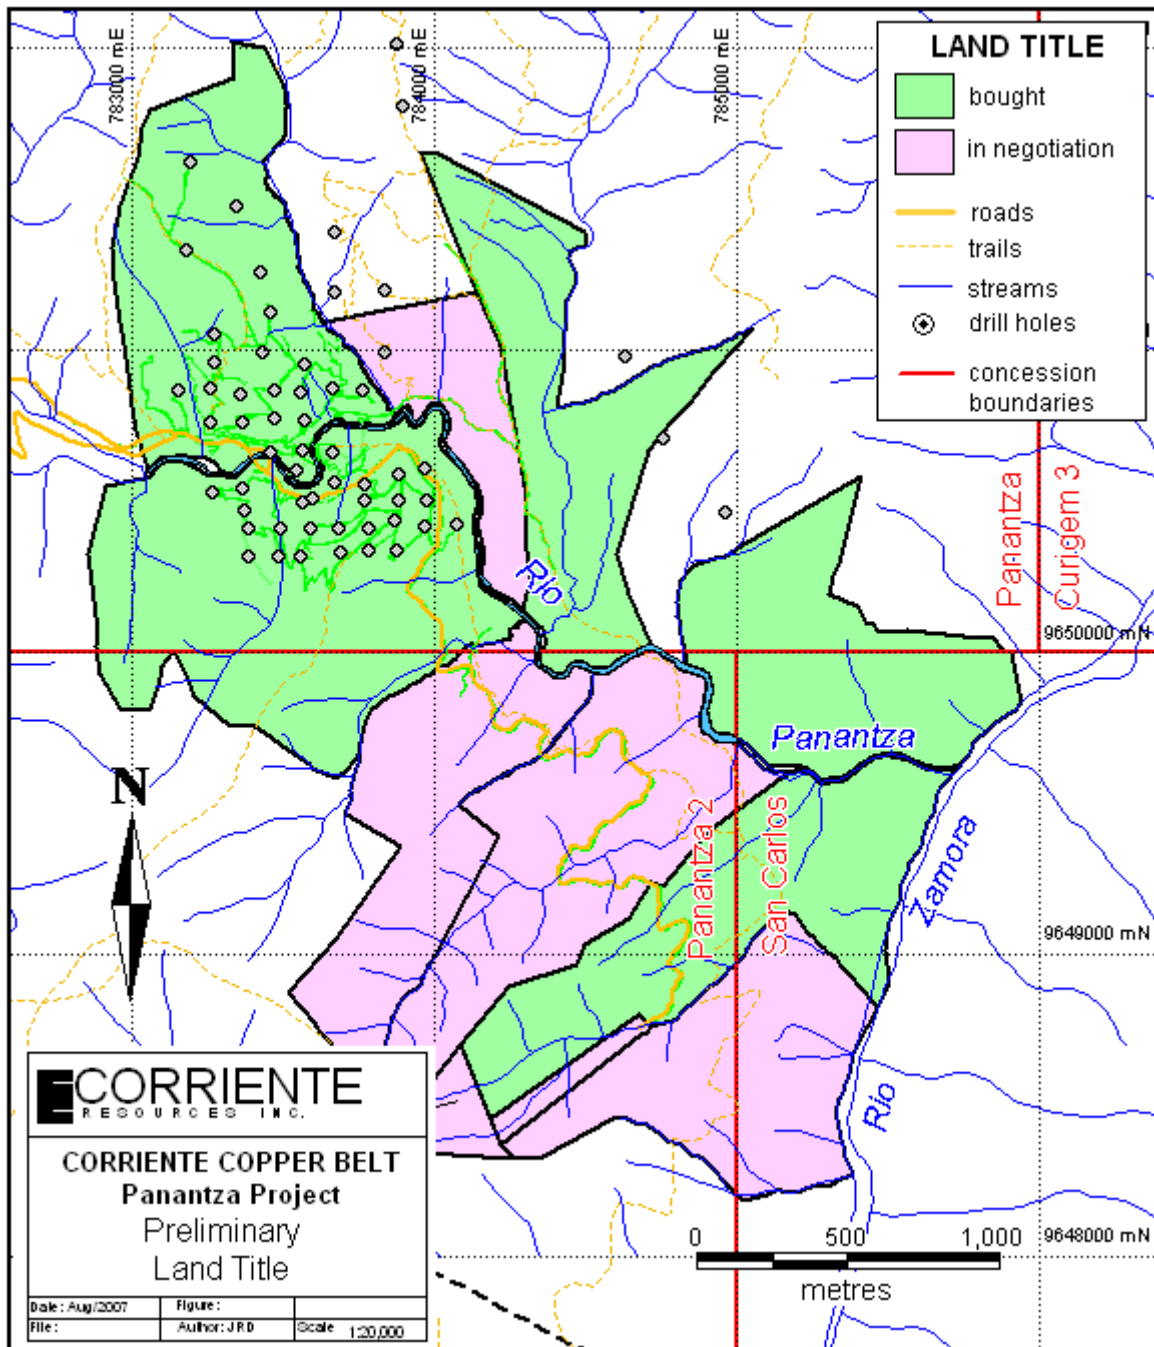 783000 mE
784000 mE
785000 mE
LAND TITLE
bought
in negotiation
roads
trails
streams
drill holes
concession
boundaries
Panantza
Curigem 3
Rio
9650000 mN
Panantza
N
Panantza 2
San Carlos
Zamora
9649000 mN
Rio
CORRIENTE
RESOURCES INC.
CORRIENTE COPPER BELT
Panantza Project
Preliminary
Land Title
Date: Aug/2007
Figure:
File:
Author: JRD
Scale 1:20,000
0 500 1,000
metres
9648000 mN